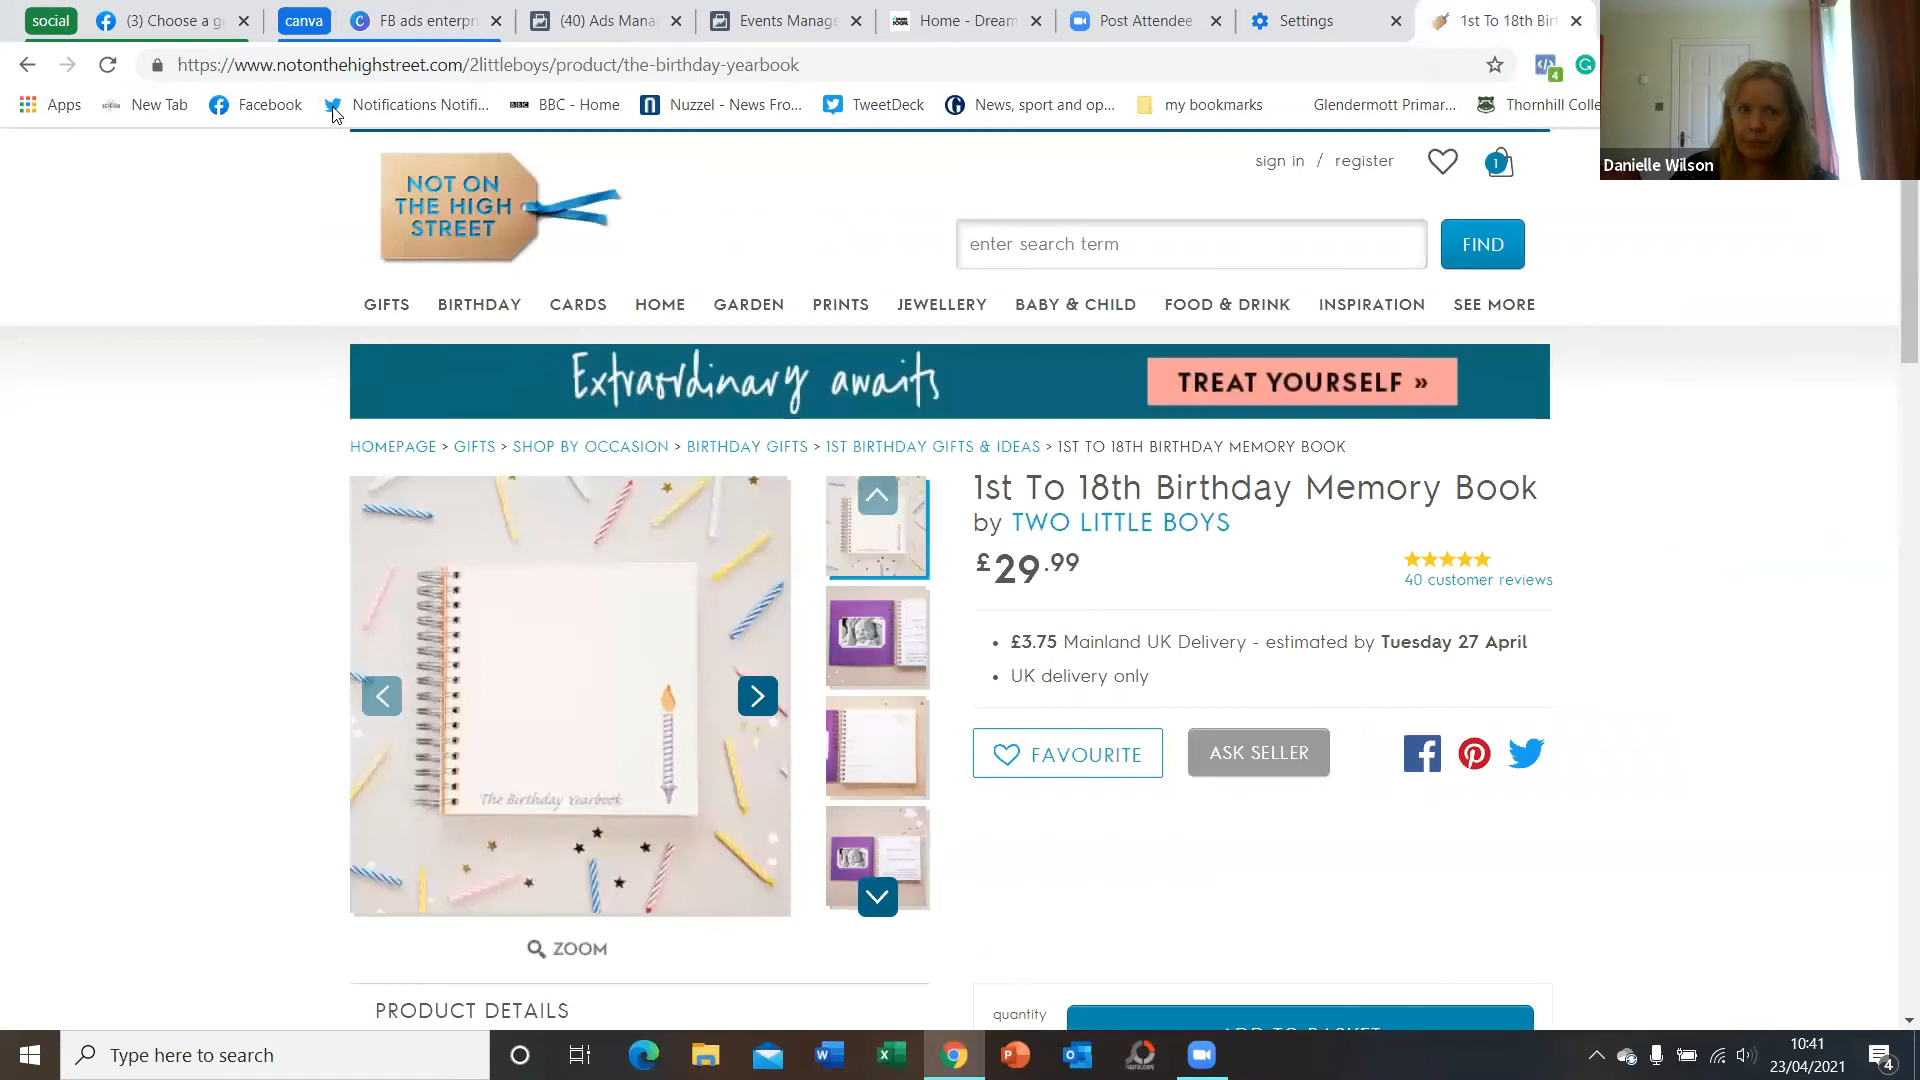 social
(3) Choose a g
canva
FB ads enterpr
(40) Ads Mana
Events Manag
Home - Dream
Post Attendee
Settings
1st To 18th Bir
https://www.notonthehighstreet.com/2littleboys/product/the-birthday-yearbook
4
Apps
New Tab
Facebook
Notifications Notifi...
BBC - Home
Nuzzel - News Fro...
TweetDeck
News, sport and op...
my bookmarks
Glendermott Primar...
Thornhill Colle
Danielle Wilson
NOT ON
THE HIGH
STREET
sign in / register
1
enter search term
FIND
GIFTS BIRTHDAY CARDS HOME GARDEN PRINTS JEWELLERY BABY & CHILD FOOD & DRINK INSPIRATION SEE MORE
Extraordinary awaits
TREAT YOURSELF »
HOMEPAGE > GIFTS > SHOP BY OCCASION > BIRTHDAY GIFTS > 1ST BIRTHDAY GIFTS & IDEAS > 1ST TO 18TH BIRTHDAY MEMORY BOOK
1st To 18th Birthday Memory Book
by TWO LITTLE BOYS
£29.99
40 customer reviews
• £3.75 Mainland UK Delivery - estimated by Tuesday 27 April
• UK delivery only
FAVOURITE
ASK SELLER
The Birthday Yearbook
ZOOM
PRODUCT DETAILS
quantity
ADD TO BASKET
Type here to search
10:41
23/04/2021
4